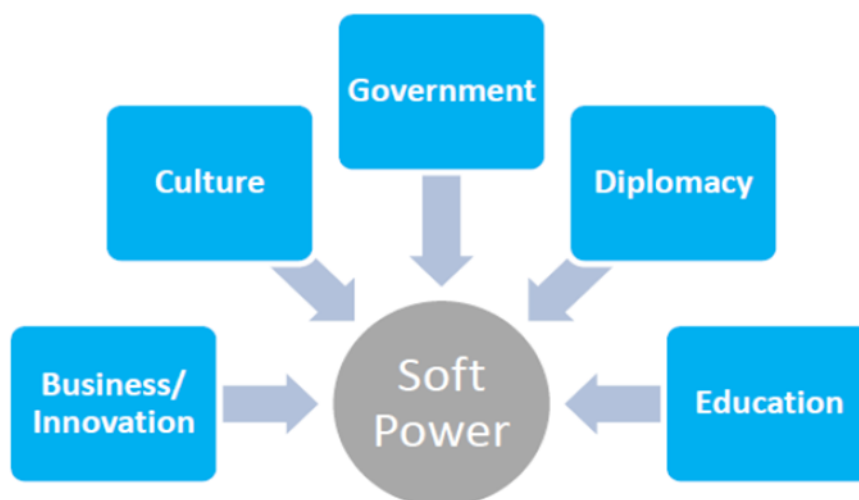 Government
Culture
Diplomacy
Business/
Innovation
Soft
Power
Education